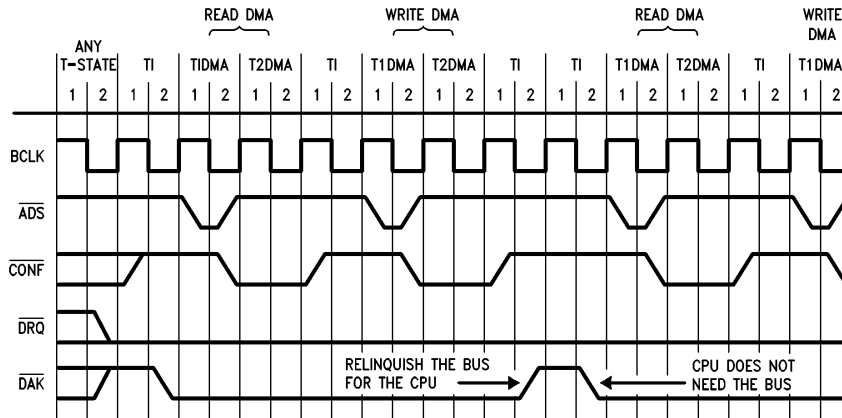 READ DMA WRITE DMA READ DMA WRITE
DMA
ANY
T-STATE TI TIDMA T2DMA TI T1DMA T2DMA TI TI T1DMA T2DMA TI T1DMA
1 2 1 2 1 2 1 2 1 2 1 2 1 2 1 2 1 2 1 2 1 2 1 2 1 2
BCLK
ADS
CONF
DRQ
DAK
RELINQUISH THE BUS
FOR THE CPU
CPU DOES NOT
NEED THE BUS